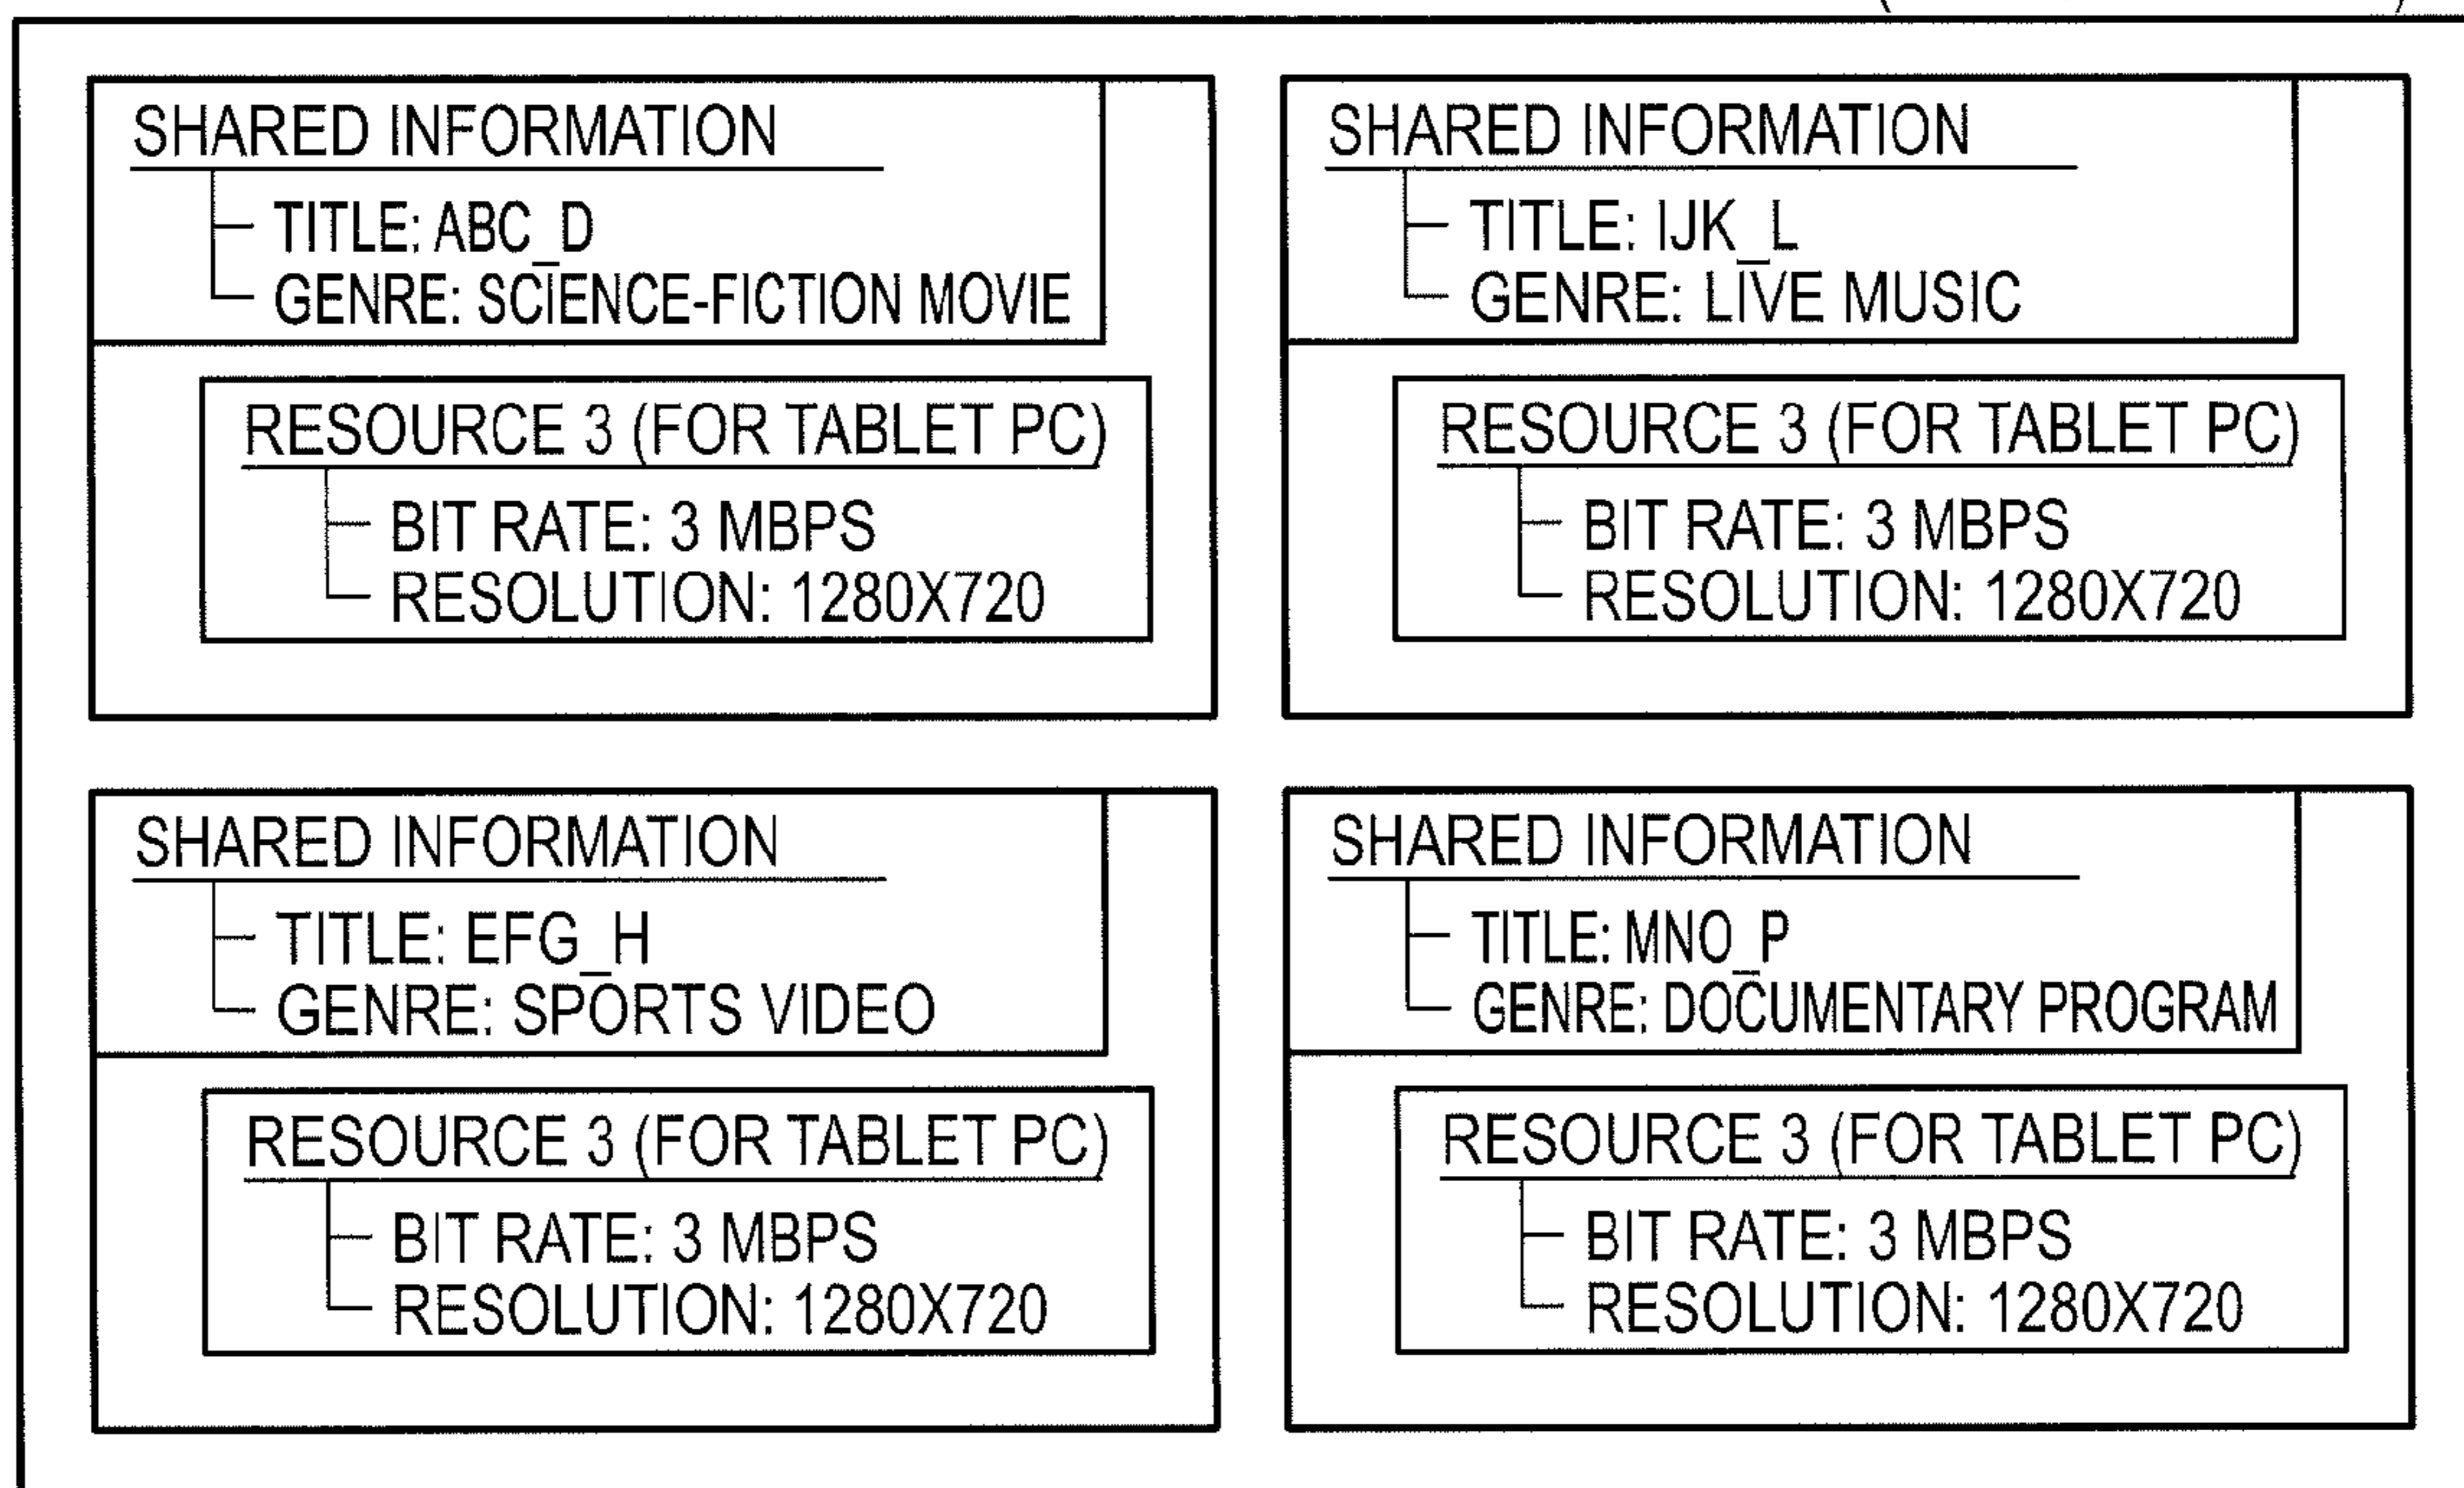 SHARED INFORMATION
TITLE: ABC_D
GENRE: SCIENCE-FICTION MOVIE
RESOURCE 3 (FOR TABLET PC)
BIT RATE: 3 MBPS
RESOLUTION: 1280X720
SHARED INFORMATION
TITLE: IJK_L
GENRE: LIVE MUSIC
RESOURCE 3 (FOR TABLET PC)
BIT RATE: 3 MBPS
RESOLUTION: 1280X720
SHARED INFORMATION
TITLE: EFG_H
GENRE: SPORTS VIDEO
RESOURCE 3 (FOR TABLET PC)
BIT RATE: 3 MBPS
RESOLUTION: 1280X720
SHARED INFORMATION
TITLE: MNO_P
GENRE: DOCUMENTARY PROGRAM
RESOURCE 3 (FOR TABLET PC)
BIT RATE: 3 MBPS
RESOLUTION: 1280X720